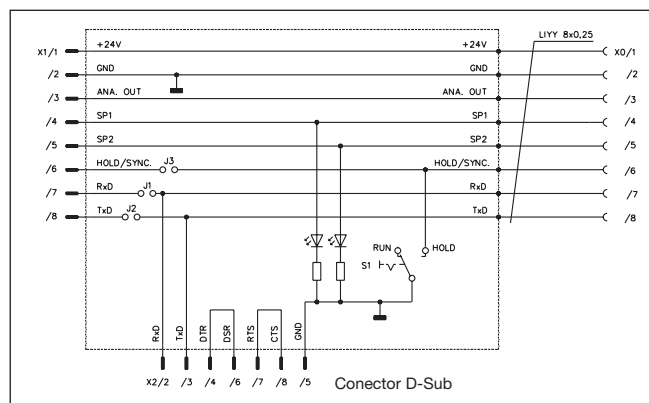 LIYY 8x0,25
X1/1 +24V +24V X0/1
/2 GND GND /2
/3 ANA. OUT ANA. OUT /3
/4 SP1 SP1 /4
/5 SP2 SP2 /5
/6 HOLD/SYNC. J3 HOLD/SYNC. /6
/7 RxD J1 RxD /7
/8 TxD J2 TxD /8
RUN HOLD
S1
RxD TxD DTR DSR RTS CTS GND
X2/2 /3 /4 /6 /7 /8 /5 Conector D-Sub